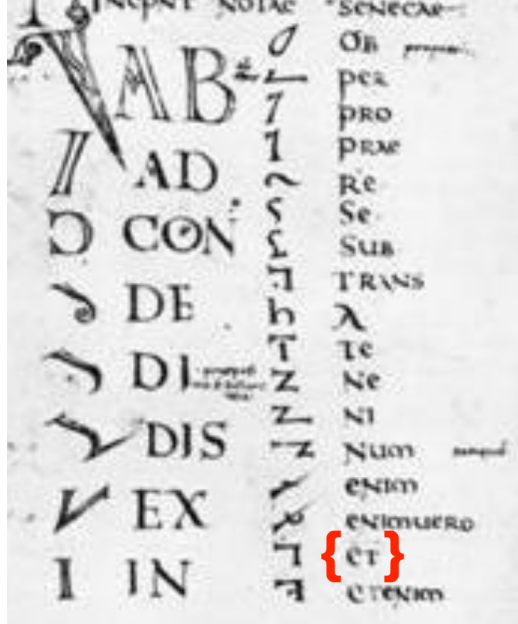 INCPNT NOTAE SENECAE
AB
AD
CON
DE
DI
DIS
EX
IN
OB
PER
PRO
PRAE
RE
SE
SUB
TRANS
A
TE
NE
NI
NUM
ENIM
ENIMUERO
{ET}
ETENIM